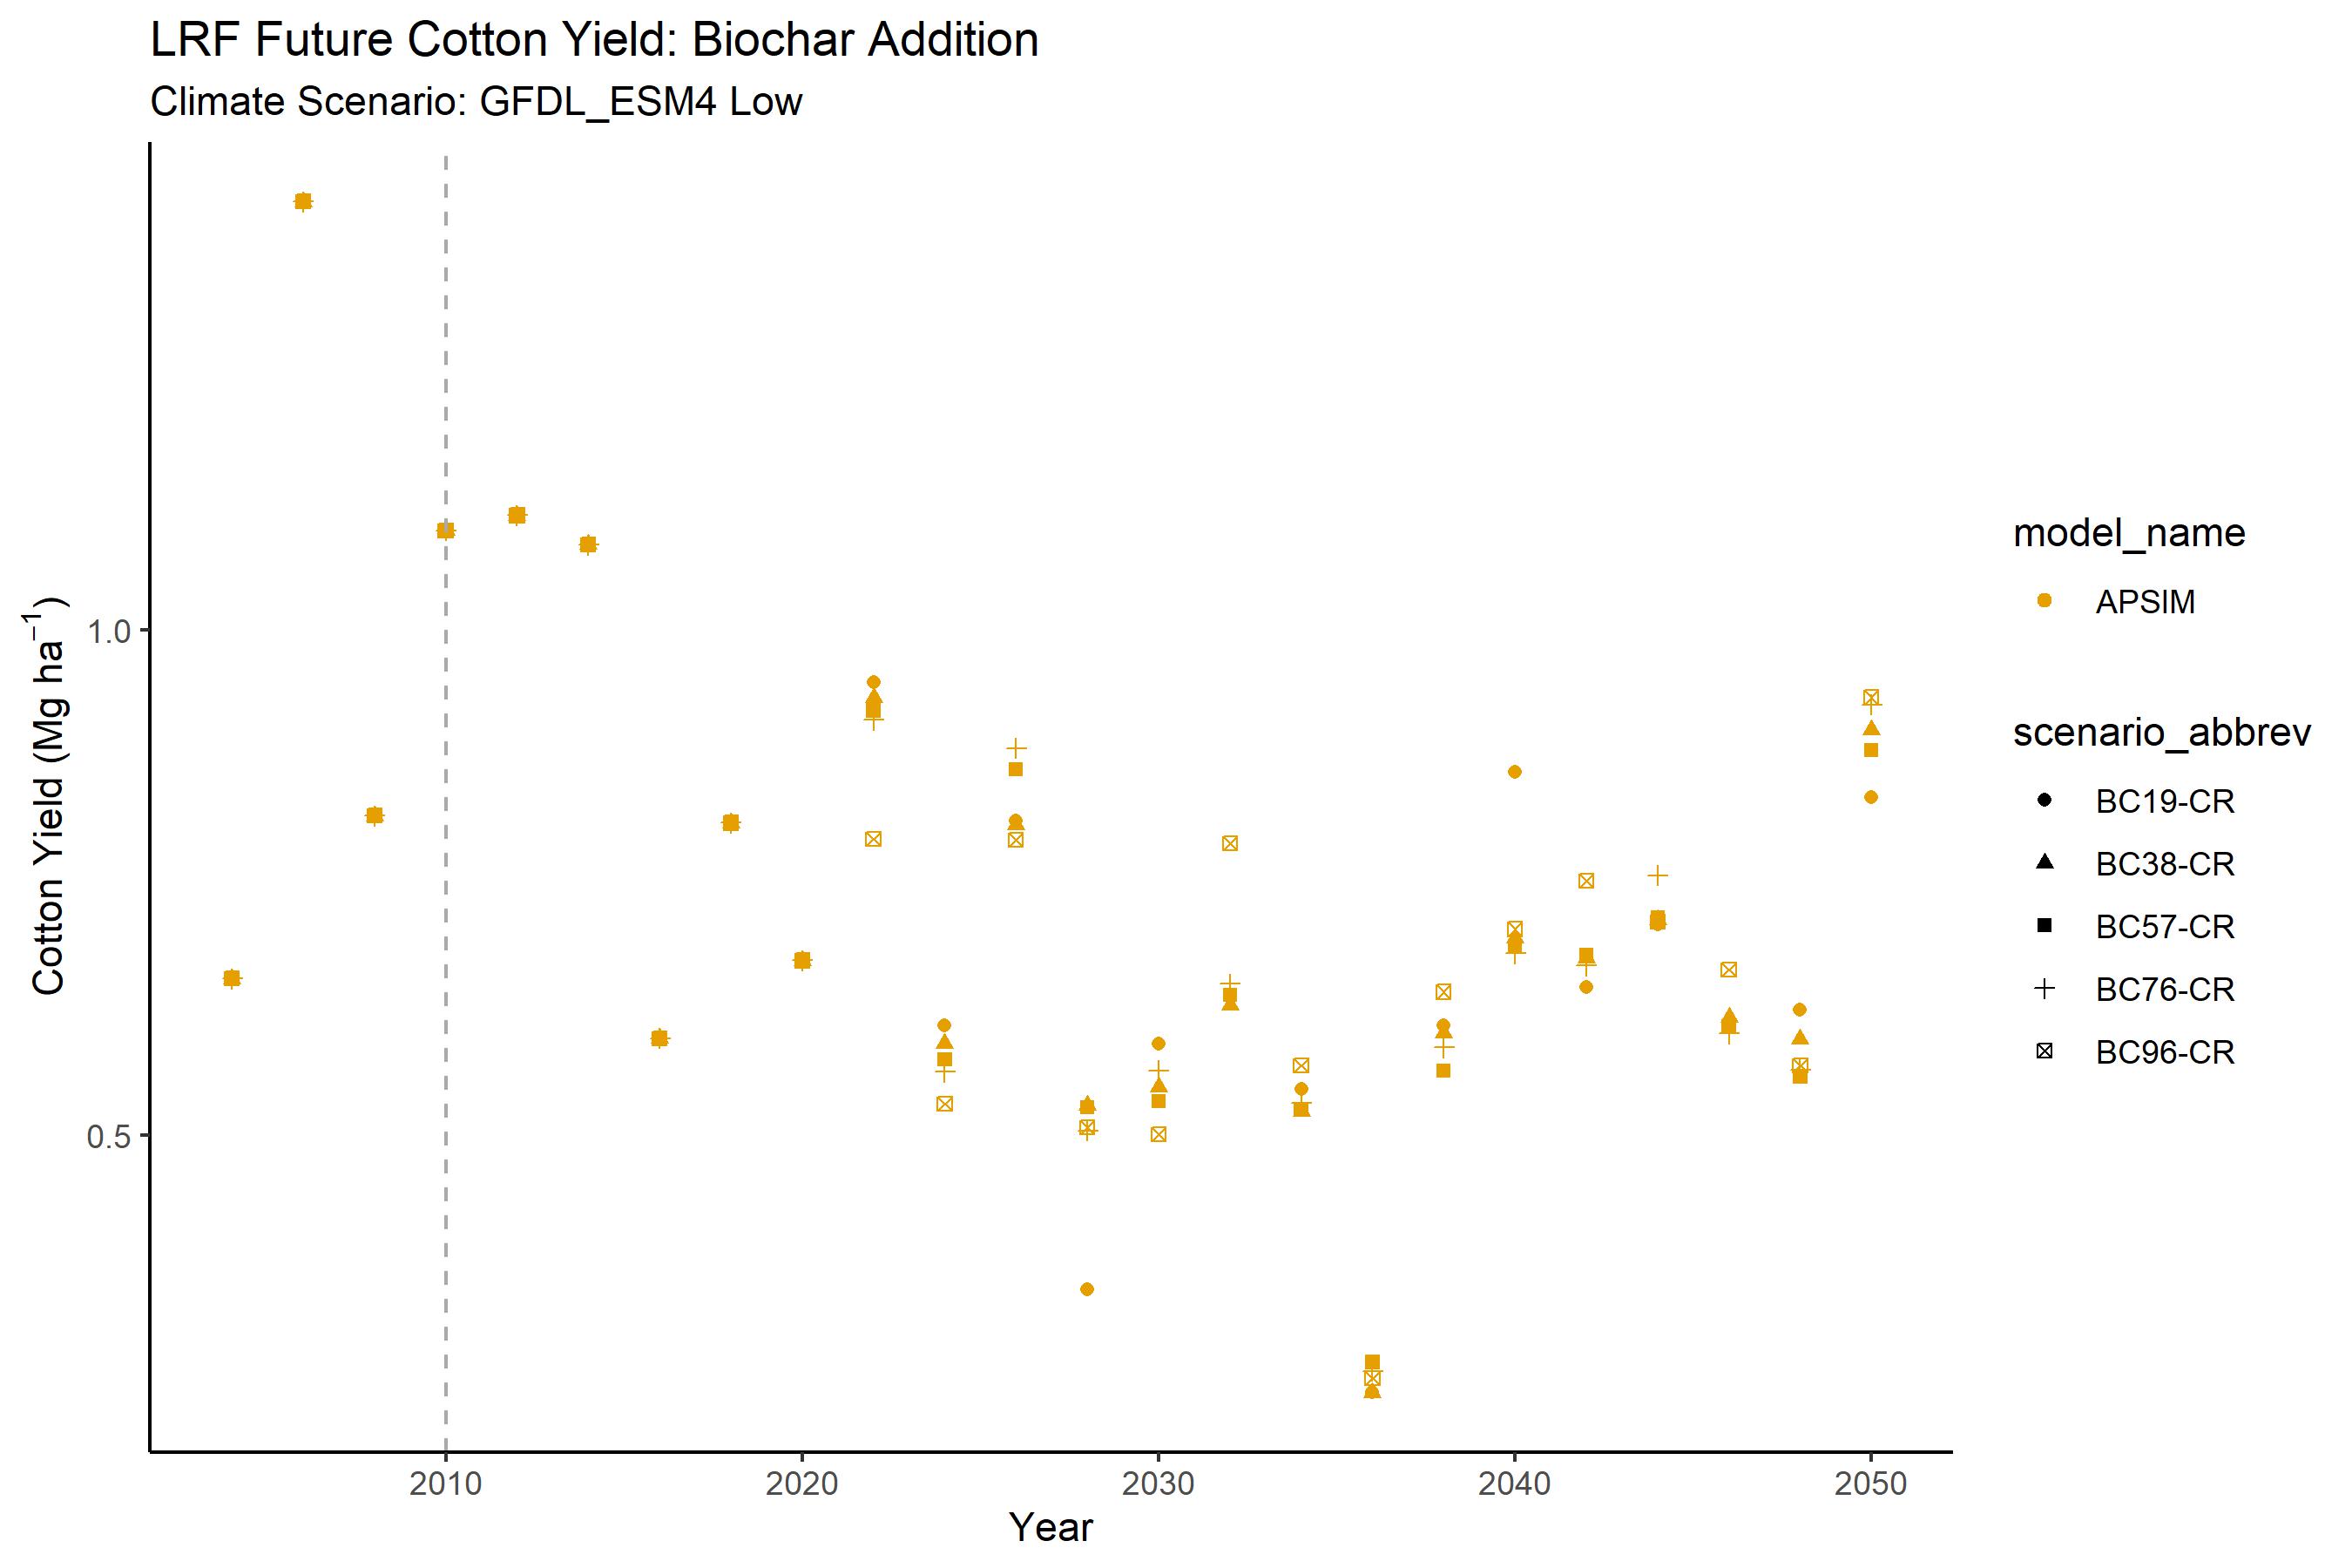 LRF Future Cotton Yield: Biochar Addition
Climate Scenario: GFDL_ESM4 Low
Cotton Yield (Mg ha⁻¹)
1.0
0.5
2010
2020
2030
2040
2050
Year
model_name
APSIM
scenario_abbrev
BC19-CR
BC38-CR
BC57-CR
BC76-CR
BC96-CR